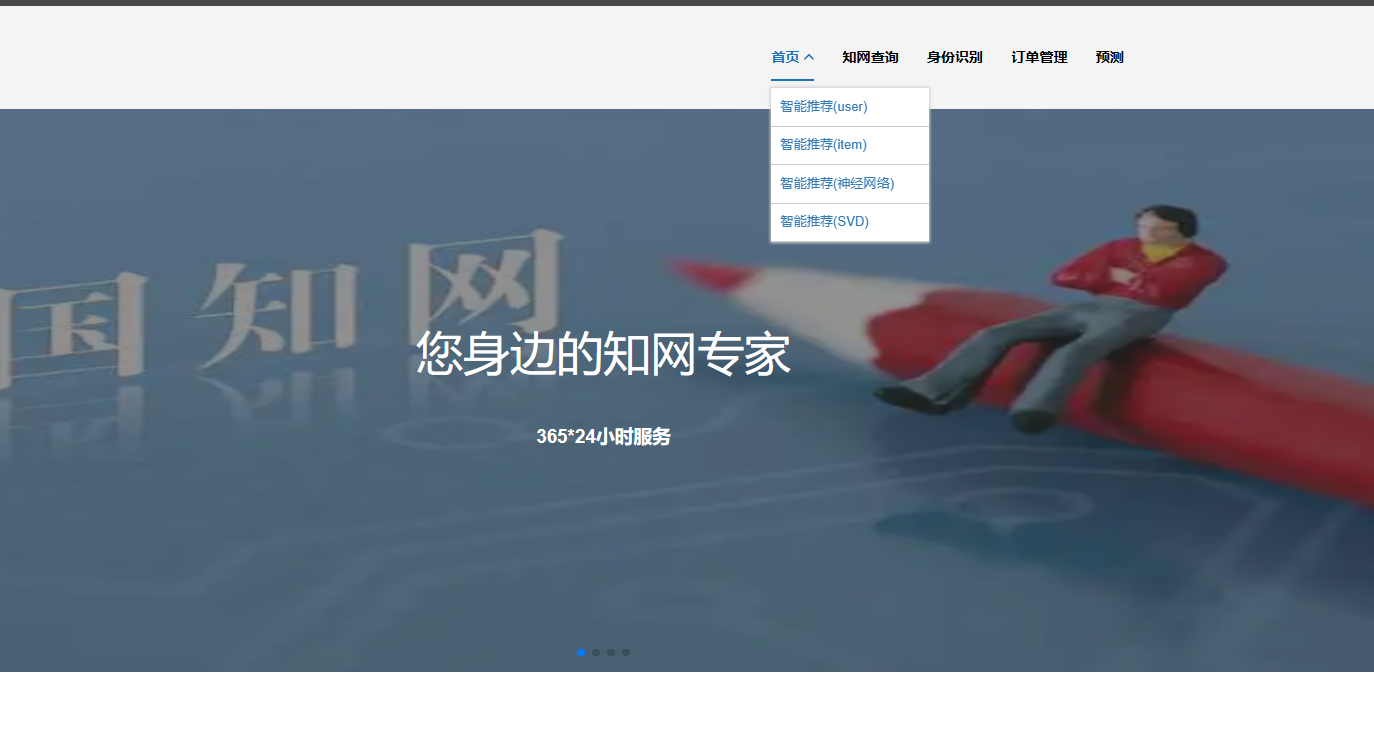 首页 知网查询 身份识别 订单管理 预测
智能推荐(user)
智能推荐(item)
智能推荐(神经网络)
智能推荐(SVD)
国知网
您身边的知网专家
365*24小时服务